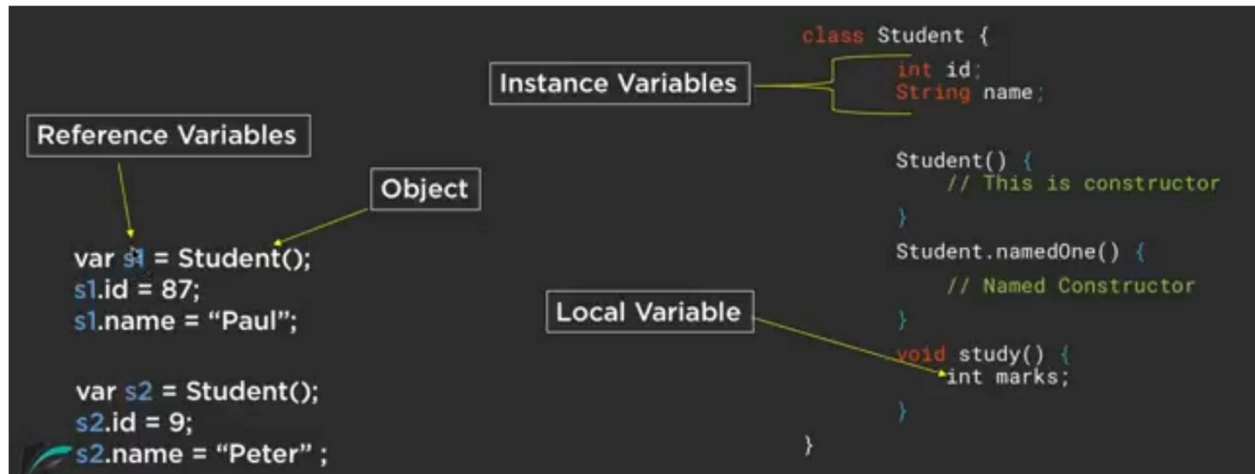 class Student {
Instance Variables
int id;
String name;
Reference Variables
Object
Student() {
// This is constructor
}
var s1 = Student();
s1.id = 87;
s1.name = “Paul”;
Student.namedOne() {
// Named Constructor
}
Local Variable
void study() {
int marks;
}
var s2 = Student();
s2.id = 9;
s2.name = “Peter” ;
}